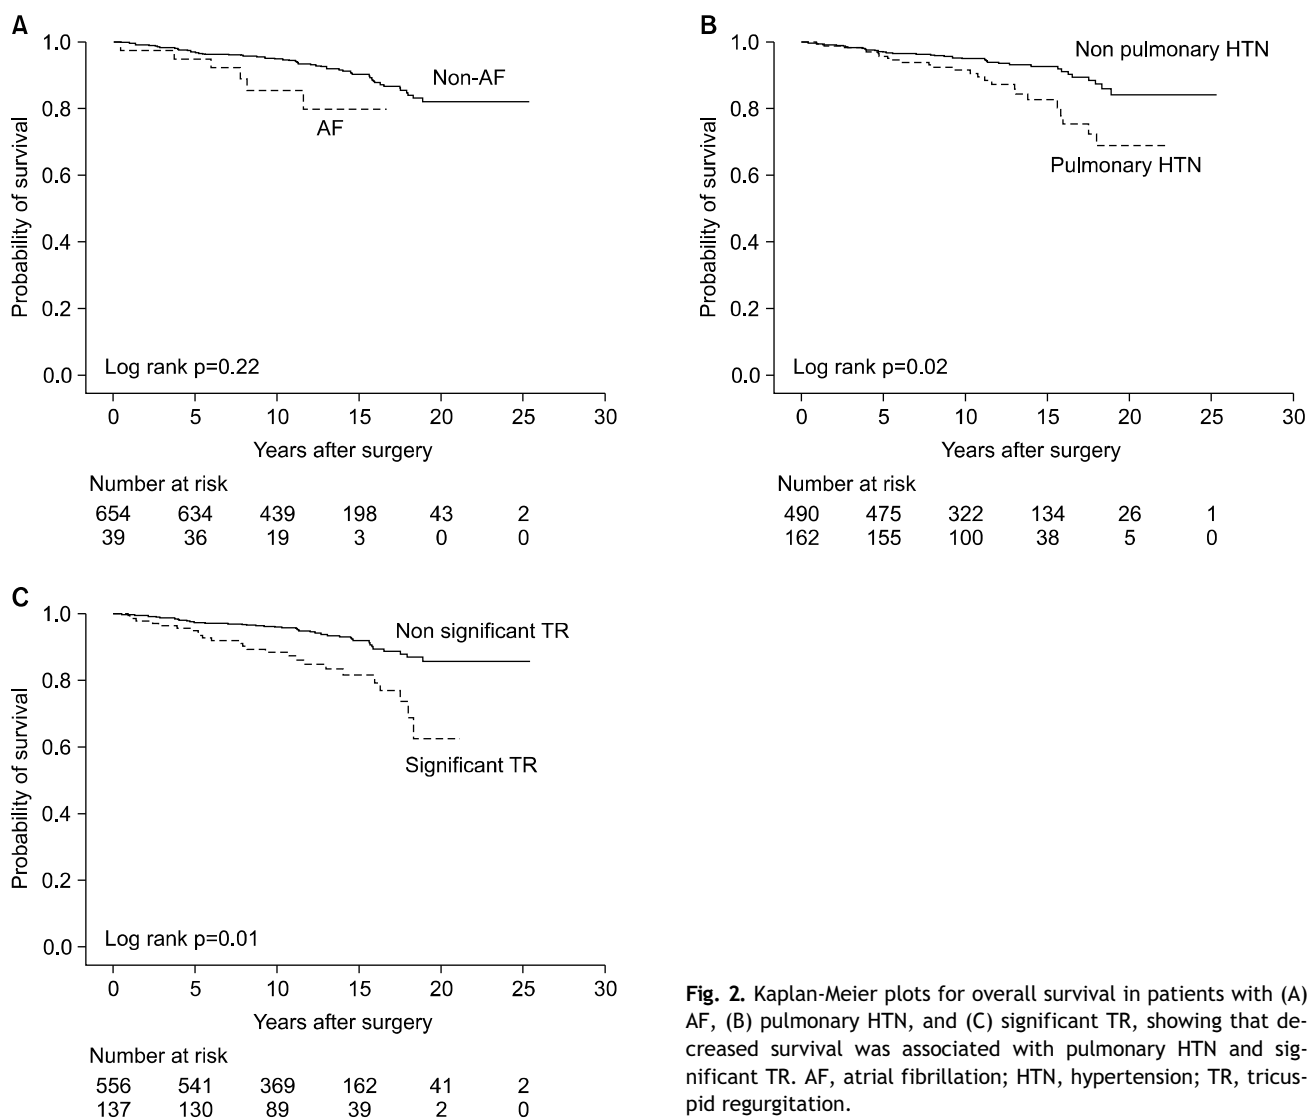 A
1.0
0.8
0.6
0.4
0.2
0.0
Probability of survival
Non-AF
AF
Log rank p=0.22
0 5 10 15 20 25 30
Years after surgery
Number at risk
654 634 439 198 43 2
39 36 19 3 0 0
B
1.0
0.8
0.6
0.4
0.2
0.0
Probability of survival
Non pulmonary HTN
Pulmonary HTN
Log rank p=0.02
0 5 10 15 20 25 30
Years after surgery
Number at risk
490 475 322 134 26 1
162 155 100 38 5 0
C
1.0
0.8
0.6
0.4
0.2
0.0
Probability of survival
Non significant TR
Significant TR
Log rank p=0.01
0 5 10 15 20 25 30
Years after surgery
Number at risk
556 541 369 162 41 2
137 130 89 39 2 0
Fig. 2. Kaplan-Meier plots for overall survival in patients with (A)
AF, (B) pulmonary HTN, and (C) significant TR, showing that de-
creased survival was associated with pulmonary HTN and sig-
nificant TR. AF, atrial fibrillation; HTN, hypertension; TR, tricus-
pid regurgitation.